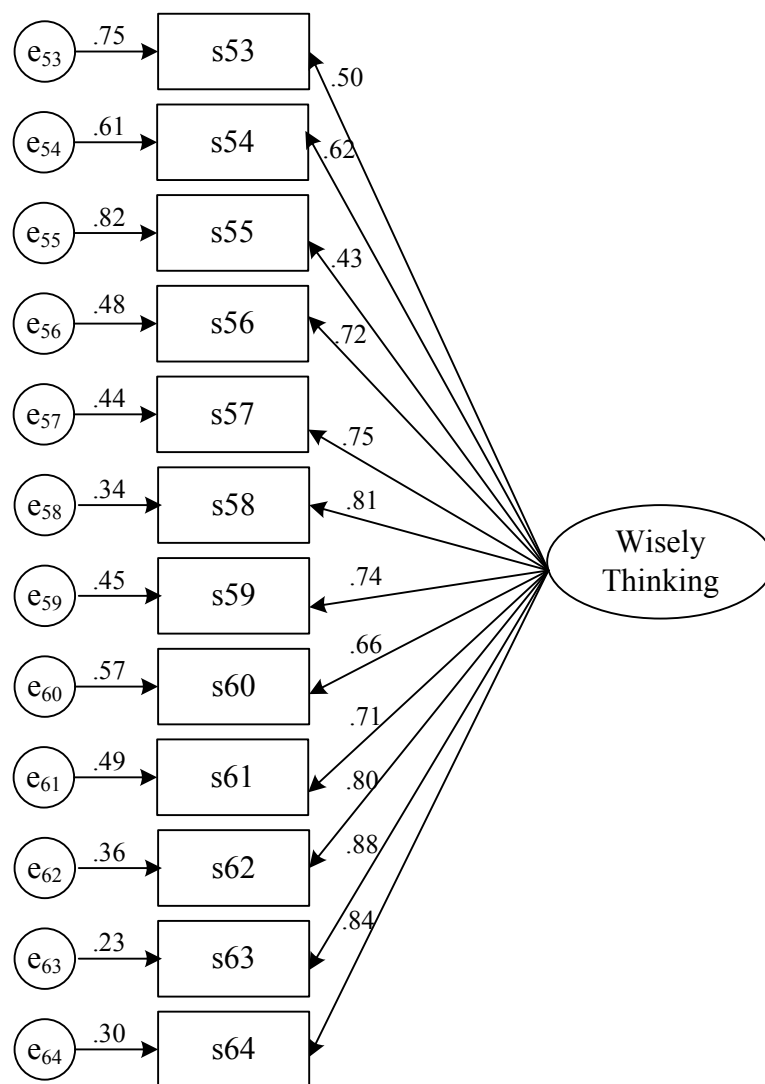 e53 .75 s53 .50
e54 .61 s54 .62
e55 .82 s55 .43
e56 .48 s56 .72
e57 .44 s57 .75
e58 .34 s58 .81
Wisely
Thinking
e59 .45 s59 .74
e60 .57 s60 .66
e61 .49 s61 .71
e62 .36 s62 .80
e63 .23 s63 .88
e64 .30 s64 .84